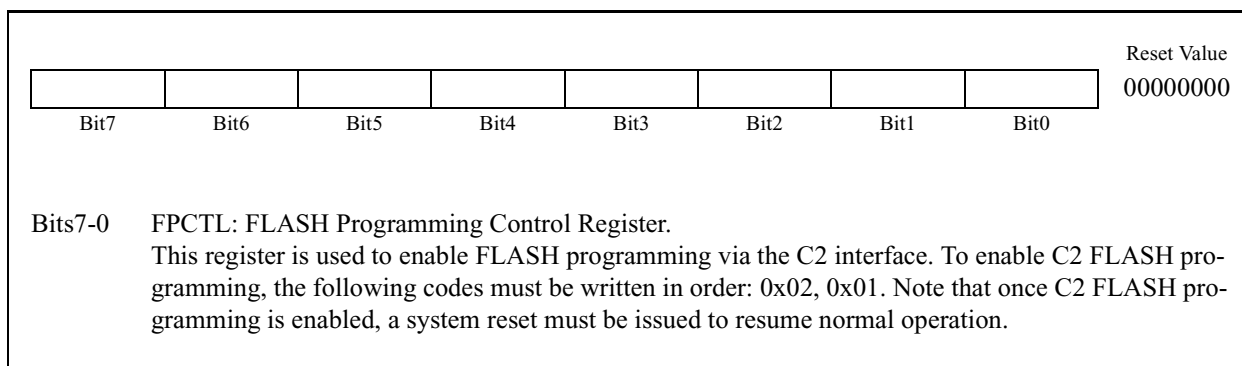 Reset Value
00000000
Bit7 Bit6 Bit5 Bit4 Bit3 Bit2 Bit1 Bit0
Bits7-0 FPCTL: FLASH Programming Control Register.
This register is used to enable FLASH programming via the C2 interface. To enable C2 FLASH pro-
gramming, the following codes must be written in order: 0x02, 0x01. Note that once C2 FLASH pro-
gramming is enabled, a system reset must be issued to resume normal operation.